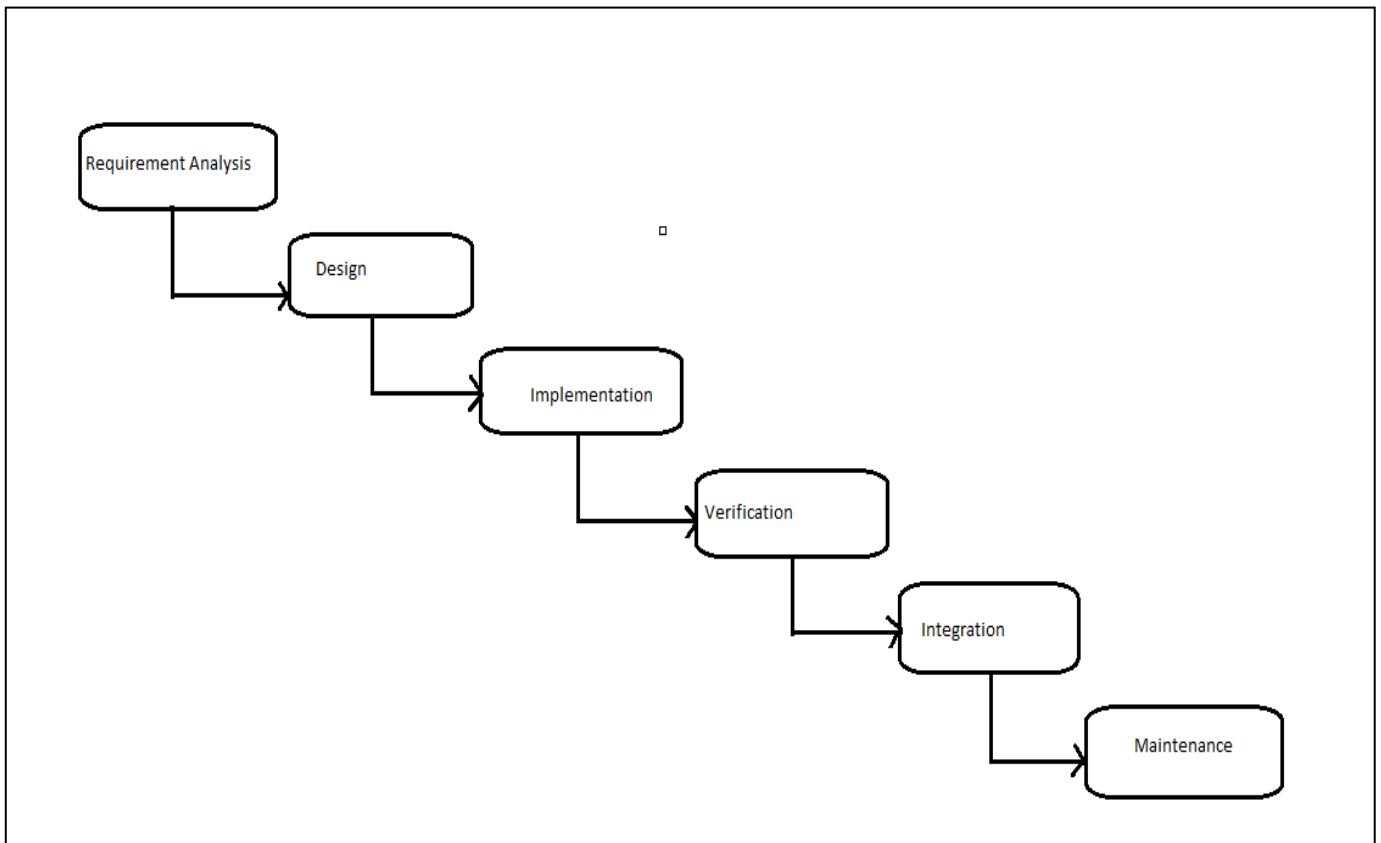 Requirement Analysis
Design
Implementation
Verification
Integration
Maintenance